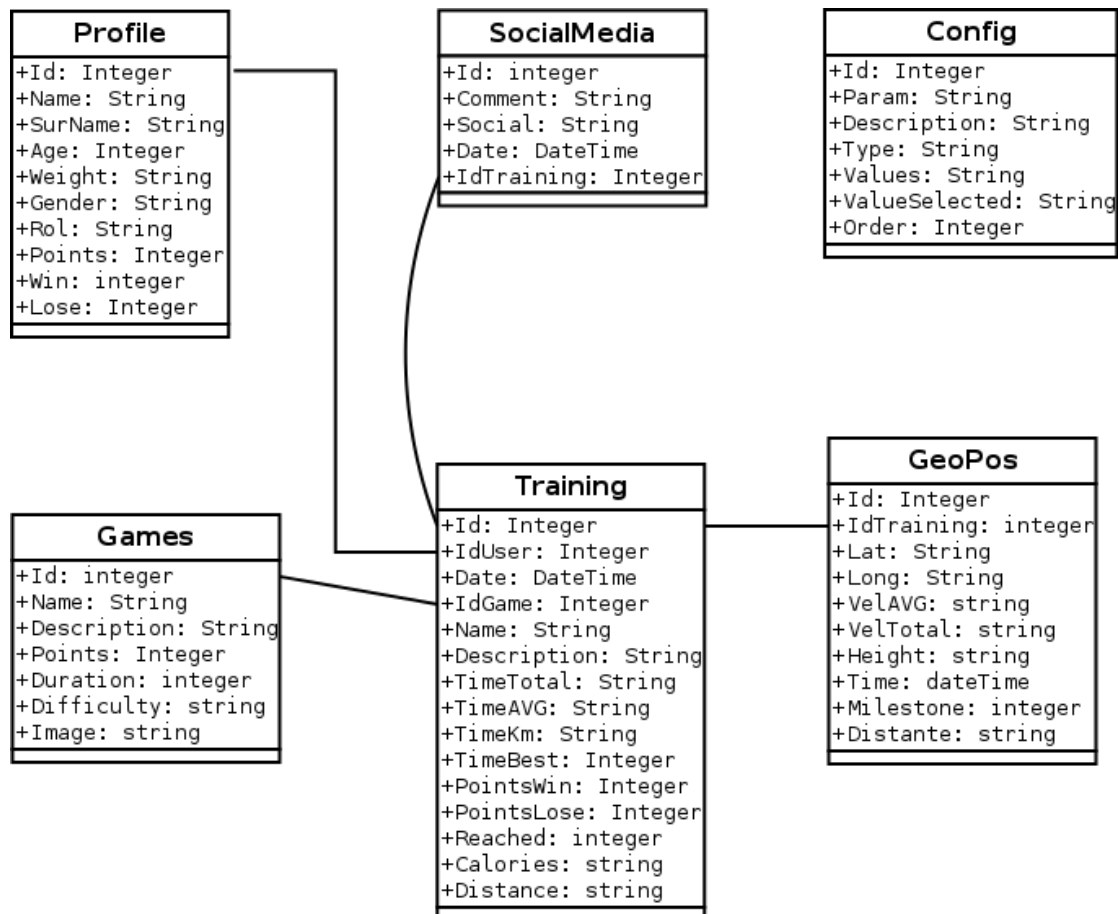 Profile
+Id: Integer
+Name: String
+SurName: String
+Age: Integer
+Weight: String
+Gender: String
+Rol: String
+Points: Integer
+Win: integer
+Lose: Integer
SocialMedia
+Id: integer
+Comment: String
+Social: String
+Date: DateTime
+IdTraining: Integer
Config
+Id: Integer
+Param: String
+Description: String
+Type: String
+Values: String
+ValueSelected: String
+Order: Integer
Games
+Id: integer
+Name: String
+Description: String
+Points: Integer
+Duration: integer
+Difficulty: string
+Image: string
Training
+Id: Integer
+IdUser: Integer
+Date: DateTime
+IdGame: Integer
+Name: String
+Description: String
+TimeTotal: String
+TimeAVG: String
+TimeKm: String
+TimeBest: Integer
+PointsWin: Integer
+PointsLose: Integer
+Reached: integer
+Calories: string
+Distance: string
GeoPos
+Id: Integer
+IdTraining: integer
+Lat: String
+Long: String
+VelAVG: string
+VelTotal: string
+Height: string
+Time: dateTime
+Milestone: integer
+Distante: string